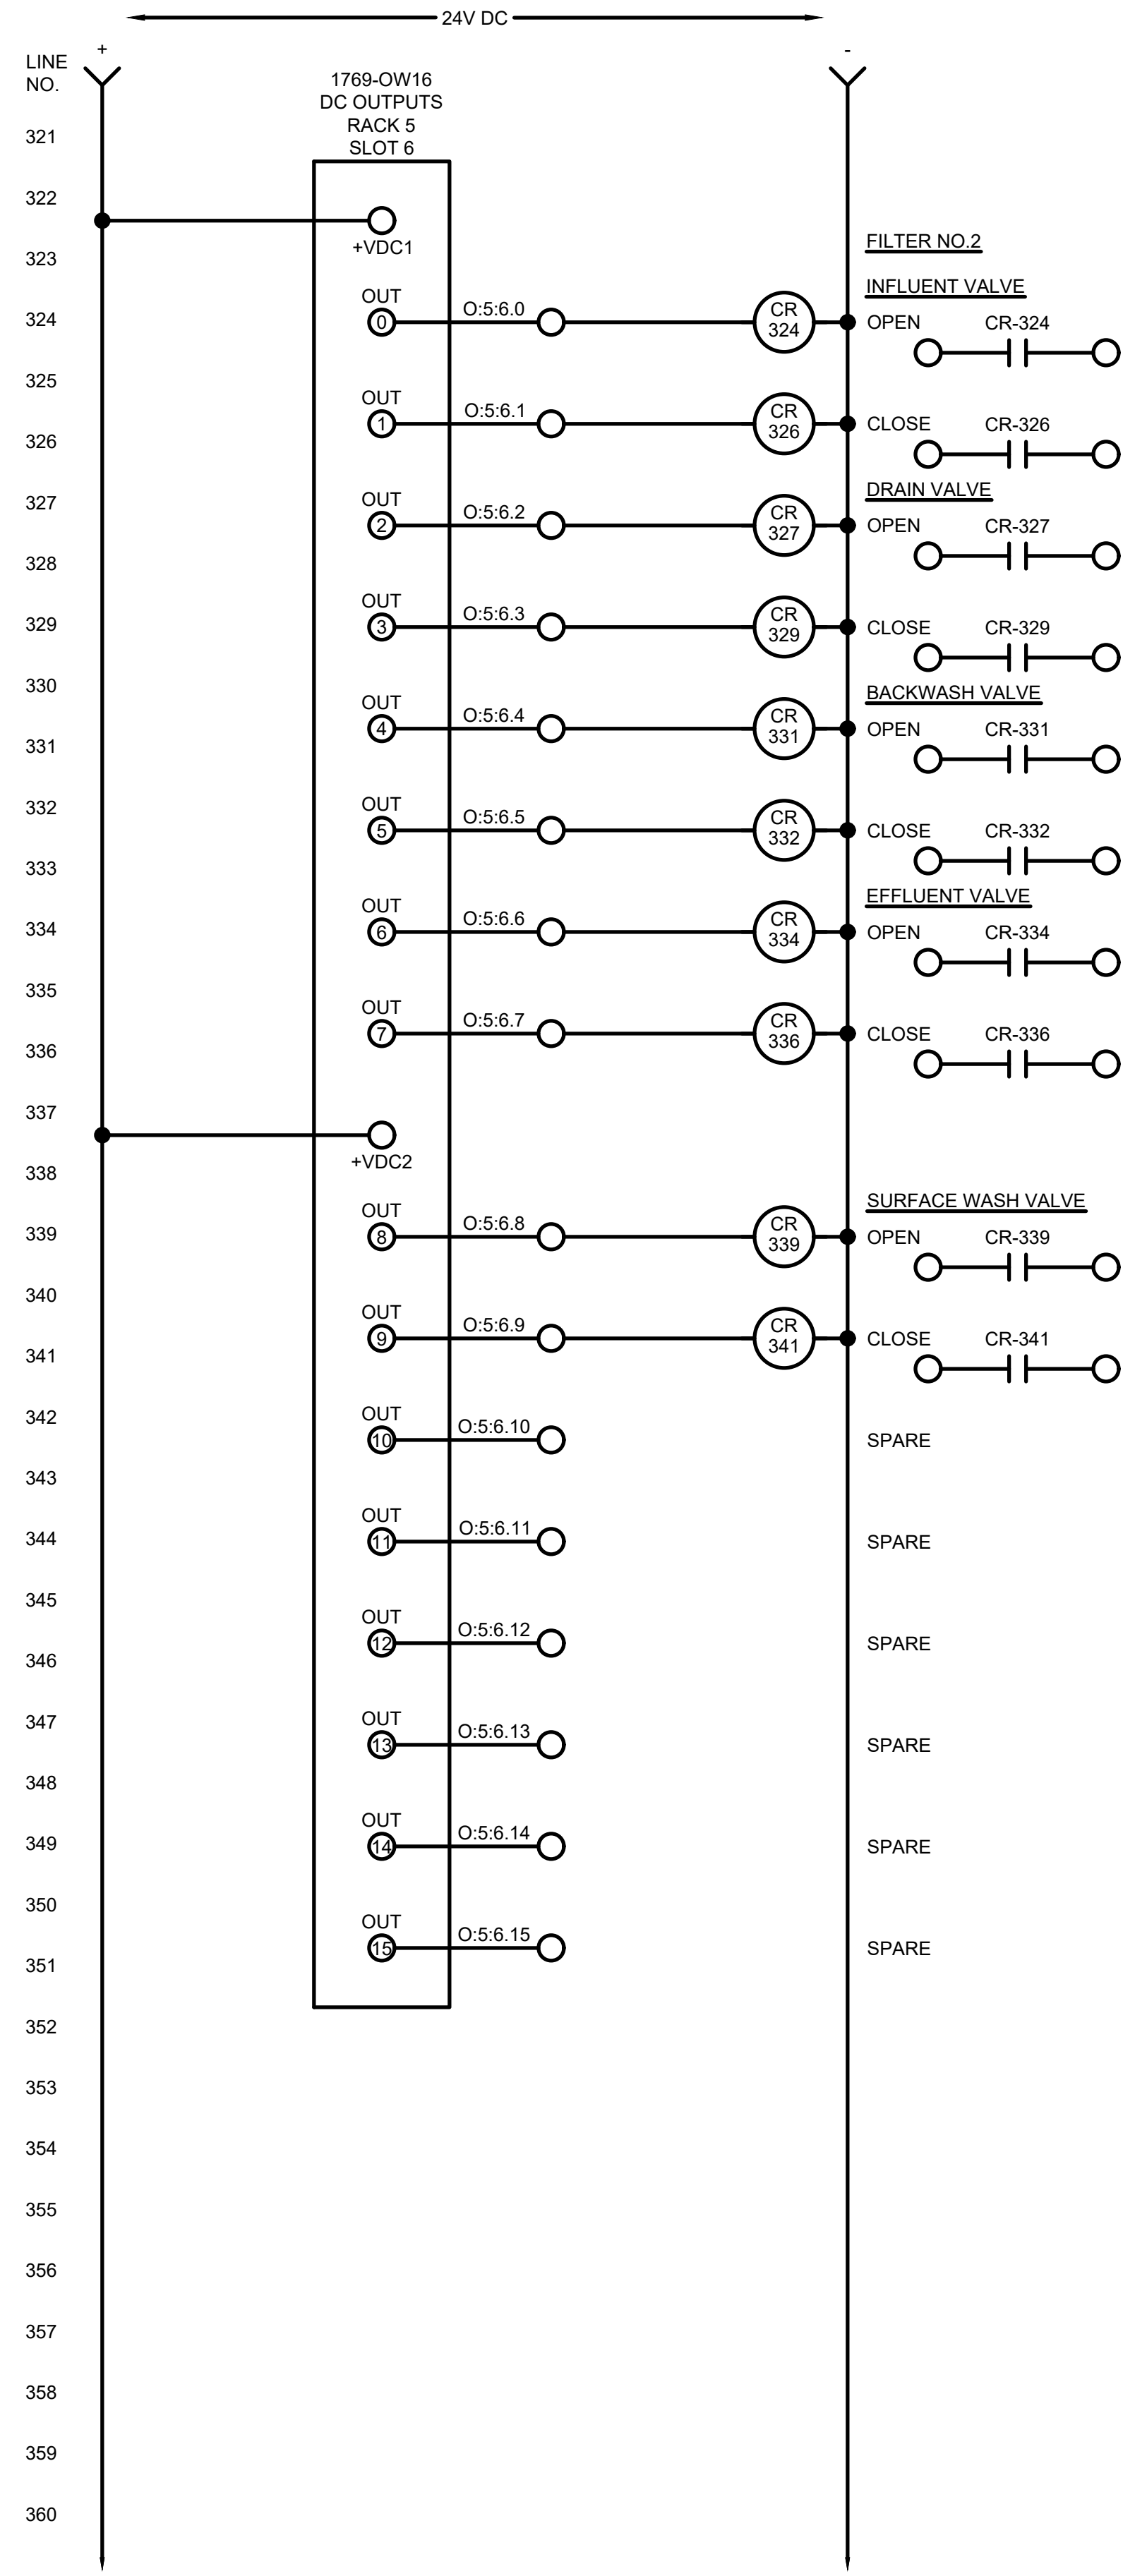 24V DC
+
-
LINE
NO.
1769-OW16
DC OUTPUTS
RACK 5
SLOT 6
321
322
+VDC1
FILTER NO.2
323
INFLUENT VALVE
OUT
0
O:5:6.0
CR
324
OPEN
CR-324
324
325
OUT
1
O:5:6.1
CR
326
CLOSE
CR-326
326
DRAIN VALVE
327
OUT
2
O:5:6.2
CR
327
OPEN
CR-327
328
OUT
3
O:5:6.3
CR
329
CLOSE
CR-329
329
330
BACKWASH VALVE
OUT
4
O:5:6.4
CR
331
OPEN
CR-331
331
332
OUT
5
O:5:6.5
CR
332
CLOSE
CR-332
333
EFFLUENT VALVE
OUT
6
O:5:6.6
CR
334
OPEN
CR-334
334
335
OUT
7
O:5:6.7
CR
336
CLOSE
CR-336
336
337
+VDC2
338
SURFACE WASH VALVE
OUT
8
O:5:6.8
CR
339
OPEN
CR-339
339
340
OUT
9
O:5:6.9
CR
341
CLOSE
CR-341
341
342
OUT
10
O:5:6.10
SPARE
343
OUT
11
O:5:6.11
SPARE
344
345
OUT
12
O:5:6.12
SPARE
346
347
OUT
13
O:5:6.13
SPARE
348
OUT
14
O:5:6.14
SPARE
349
350
OUT
15
O:5:6.15
SPARE
351
352
353
354
355
356
357
358
359
360